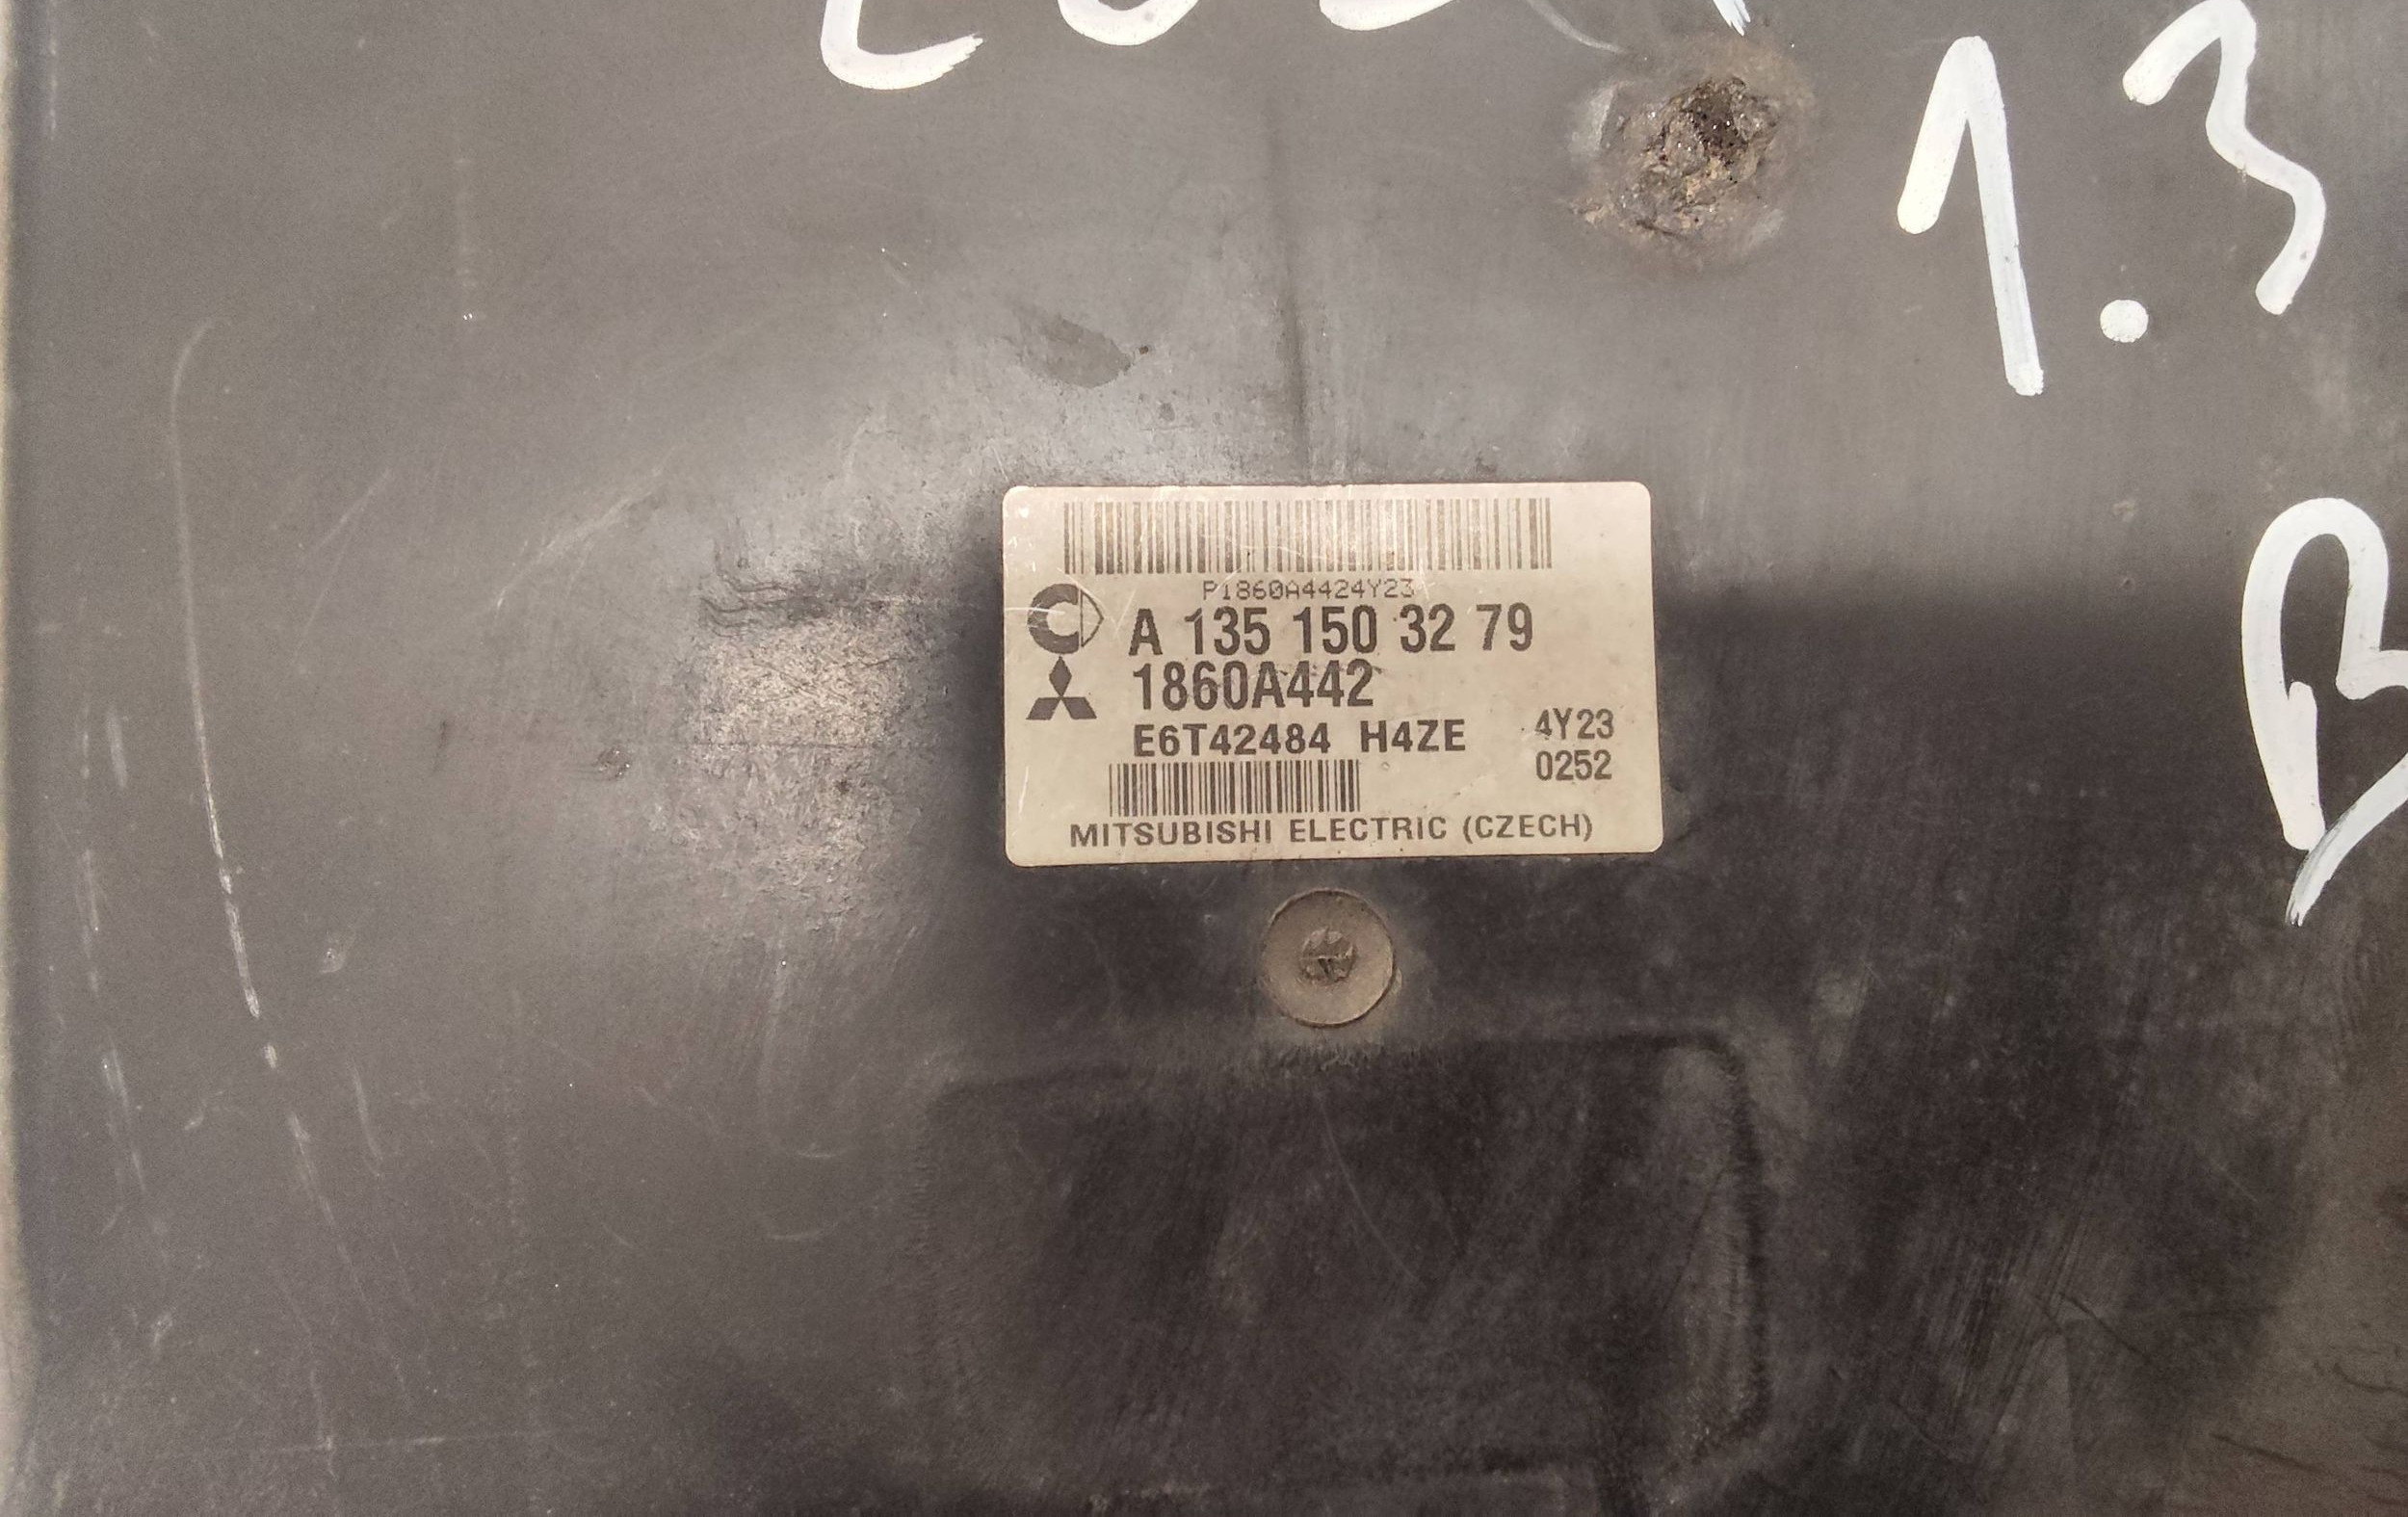 1.3
B
P1860A4424Y23
A 135 150 32 79
1860A442
E6T42484 H4ZE 4Y23
0252
MITSUBISHI ELECTRIC (CZECH)